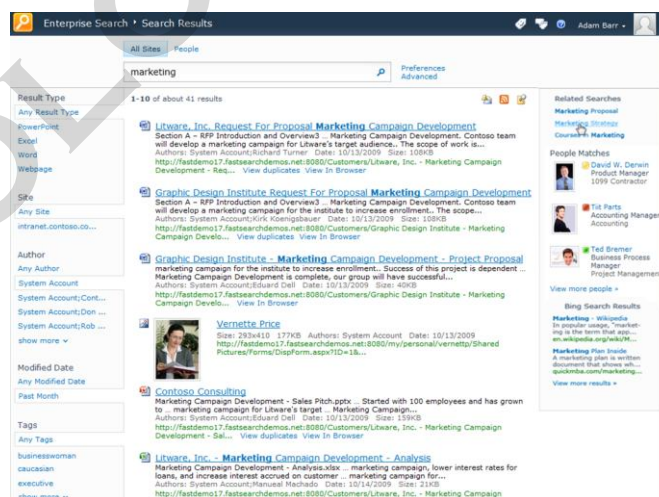 Enterprise Search ▸ Search Results
Adam Barr
All Sites People
marketing
Preferences
Advanced
Result Type
Any Result Type
PowerPoint
Excel
Word
Webpage
Site
Any Site
intranet.contoso.co...
Author
Any Author
System Account
System Account;Cont...
System Account;Don ...
System Account;Rob ...
show more
Modified Date
Any Modified Date
Past Month
Tags
Any Tags
businesswoman
caucasian
executive
show more
1-10 of about 41 results
Litware, Inc. Request For Proposal Marketing Campaign Development
Section A – RFP Introduction and Overview3 ... Marketing Campaign Development. Contoso team
will develop a marketing campaign for Litware's target audience.. The scope of work is...
Authors: System Account;Richard Turner Date: 10/13/2009 Size: 108KB
http://fastdemo17.fastsearchdemos.net:8080/Customers/Litware, Inc. - Marketing Campaign
Development - Req... View duplicates View In Browser
Graphic Design Institute Request For Proposal Marketing Campaign Development
Section A – RFP Introduction and Overview3 ... Marketing Campaign Development. Contoso team
will develop a marketing campaign for the institute to increase enrollment.. The scope...
Authors: System Account;Kirk Koenigsbauer Date: 10/13/2009 Size: 108KB
http://fastdemo17.fastsearchdemos.net:8080/Customers/Graphic Design Institute - Marketing
Campaign Develo... View duplicates View In Browser
Graphic Design Institute - Marketing Campaign Development - Project Proposal
marketing campaign for the institute to increase enrollment.. Success of this project is dependent ...
Marketing Campaign Development is complete, our group will have successful...
Authors: System Account;Eduard Dell Date: 10/13/2009 Size: 40KB
http://fastdemo17.fastsearchdemos.net:8080/Customers/Graphic Design Institute - Marketing
Campaign Develo... View duplicates View In Browser
Vernette Price
Size: 293x410 177KB Authors: System Account Date: 10/13/2009
http://fastdemo17.fastsearchdemos.net:8080/my/personal/vernettp/Shared
Pictures/Forms/DispForm.aspx?ID=1&...
Contoso Consulting
Marketing Campaign Development - Sales Pitch.pptx ... Started with 100 employees and has grown
to ... marketing campaign for Litware's target ... Marketing Campaign...
Authors: System Account;Eduard Dell Date: 10/13/2009 Size: 159KB
http://fastdemo17.fastsearchdemos.net:8080/Customers/Litware, Inc. - Marketing Campaign
Development - Sal... View duplicates View In Browser
Litware, Inc. - Marketing Campaign Development - Analysis
Marketing Campaign Development - Analysis.xlsx ... marketing campaign, lower interest rates for
loans, and increase interest accrued on customer ... marketing campaign for...
Authors: System Account;Manueal Machado Date: 10/14/2009 Size: 21KB
http://fastdemo17.fastsearchdemos.net:8080/Customers/Litware, Inc. - Marketing Campaign
Related Searches
Marketing Proposal
Marketing Strategy
Courses in Marketing
People Matches
David W. Derwin
Product Manager
1099 Contractor
Tiit Parts
Accounting Manager
Accounting
Ted Bremer
Business Process
Manager
Project Management
View more people »
Bing Search Results
Marketing - Wikipedia
In popular usage, "market-
ing is the term that app...
en.wikipedia.org/wiki/M...
Marketing Plan Inside
A marketing plan is written
document that shows wh...
quickmba.com/marketing...
View more results »